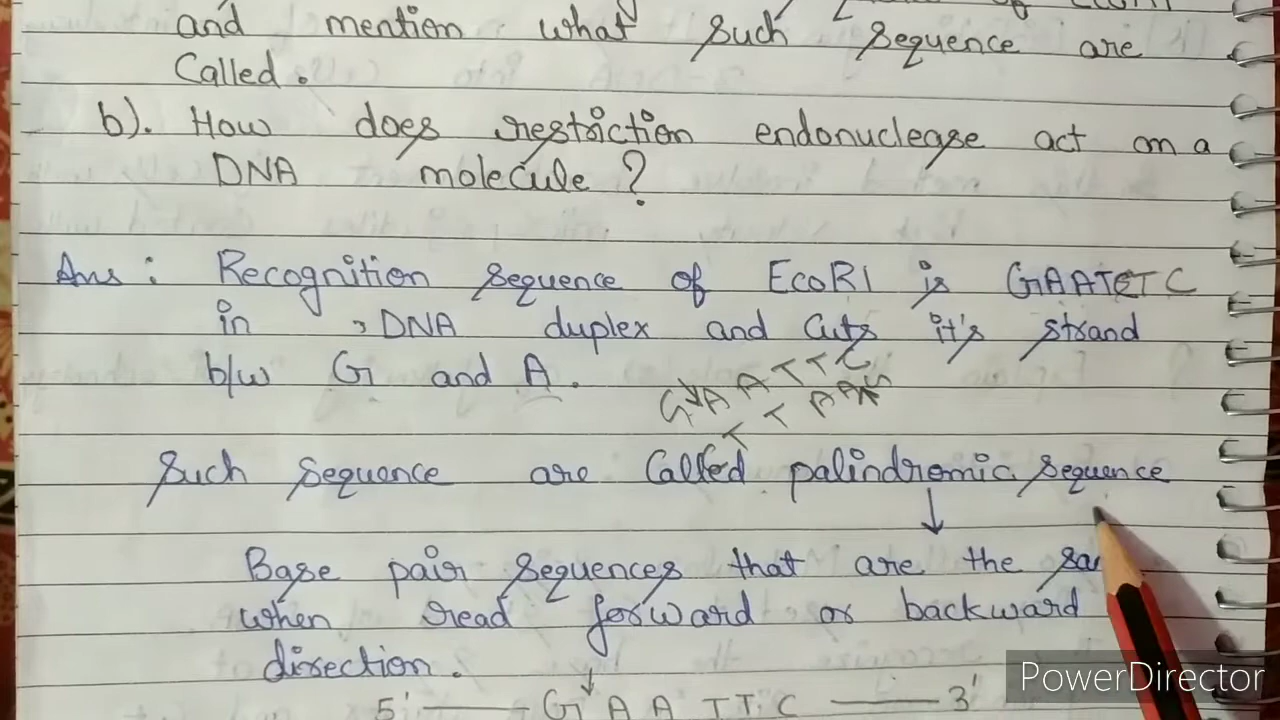 and mention what such sequence are
Called.
b). How does restriction endonuclease act on a
DNA molecule ?
Ans : Recognition sequence of EcoRI is GAATTC
in DNA duplex and cuts it's strand
b/w G and A.
G A A T T C
T T A A G
Such sequence are Called palindromic sequence
Base pair sequences that are the
when read forward or backward
direction.
5' G A A T T C 3'
PowerDirector